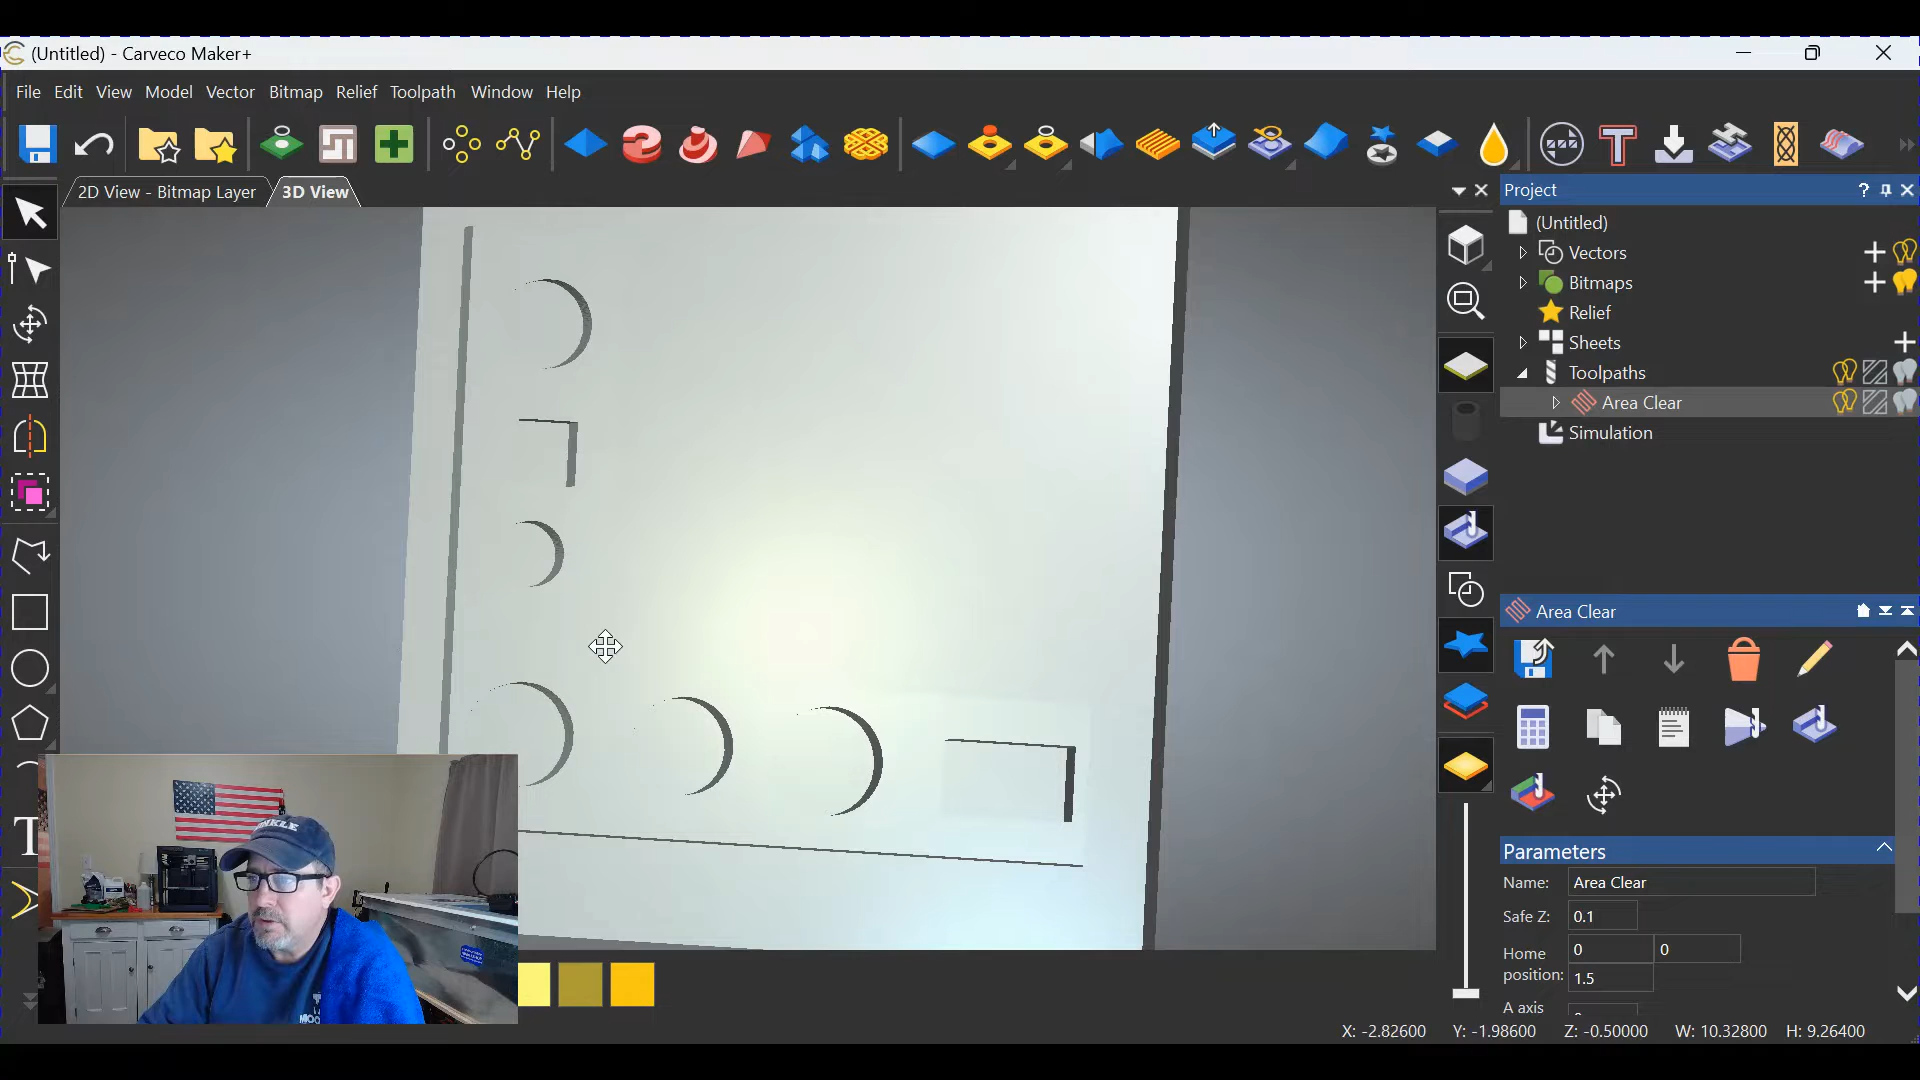 (Untitled) - Carveco Maker+
File Edit View Model Vector Bitmap Relief Toolpath Window Help
2D View - Bitmap Layer 3D View
Project ?
(Untitled)
Vectors
Bitmaps
Relief
Sheets
Toolpaths
Area Clear
Simulation
Area Clear
Parameters
Name: Area Clear
Safe Z: 0.1
Home position: 0 0
1.5
A axis
X: -2.82600 Y: -1.98600 Z: -0.50000 W: 10.32800 H: 9.26400